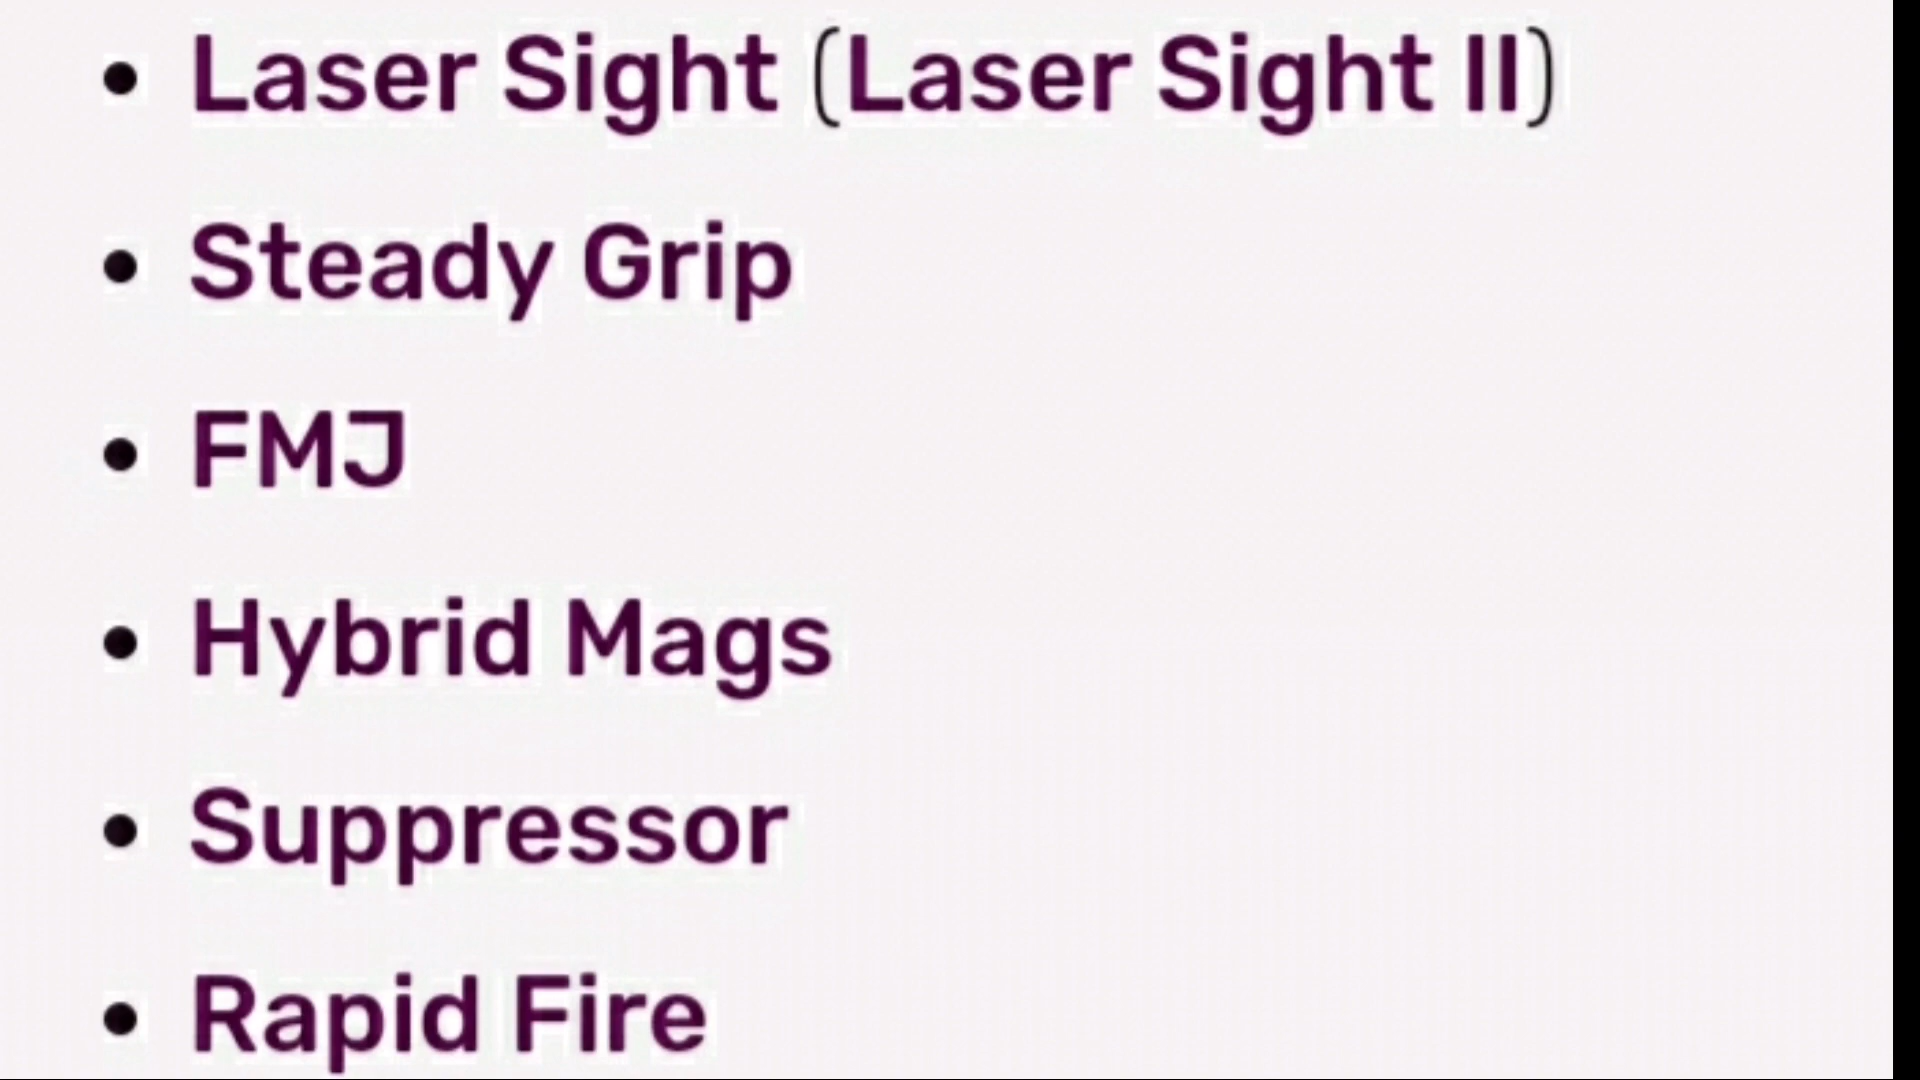 • Laser Sight (Laser Sight II)
• Steady Grip
• FMJ
• Hybrid Mags
• Suppressor
• Rapid Fire